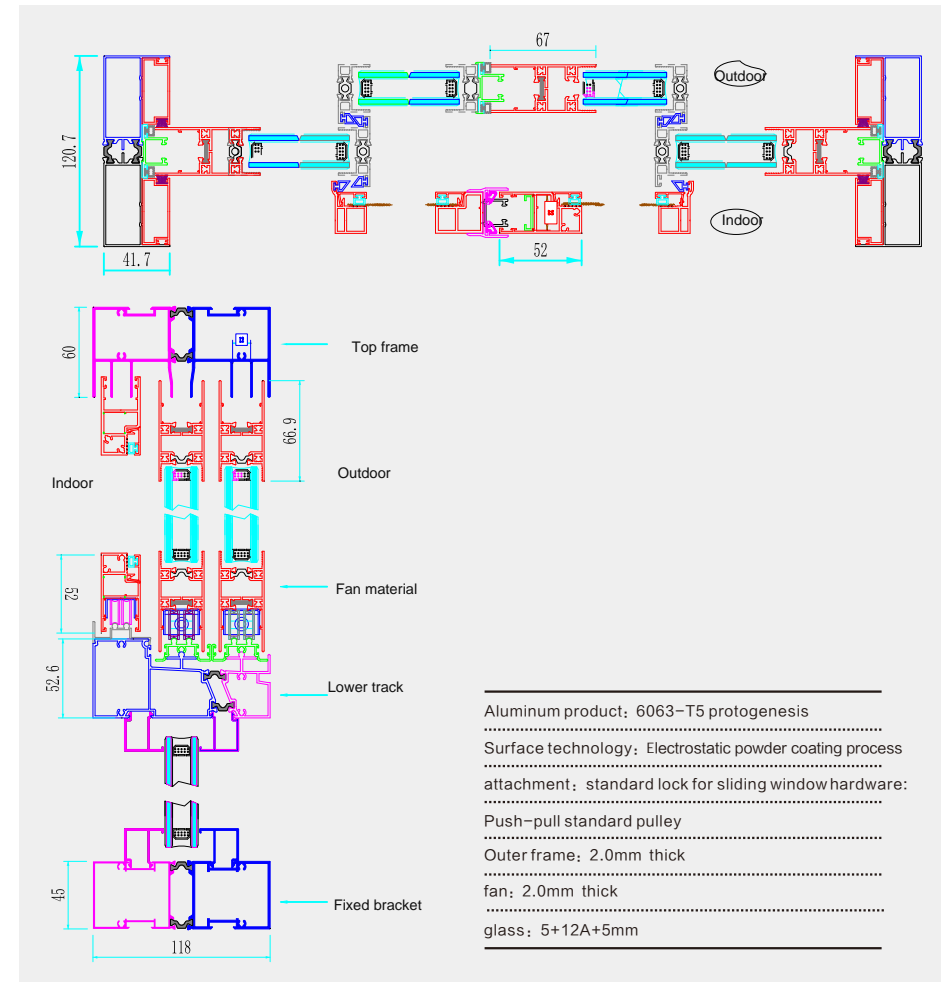 67
Outdoor
120.7
Indoor
41.7
52
60
Top frame
66.9
Indoor
Outdoor
52
Fan material
52.6
Lower track
45
Fixed bracket
118
Aluminum product: 6063-T5 protogenesis
Surface technology: Electrostatic powder coating process
attachment: standard lock for sliding window hardware:
Push-pull standard pulley
Outer frame: 2.0mm thick
fan: 2.0mm thick
glass: 5+12A+5mm